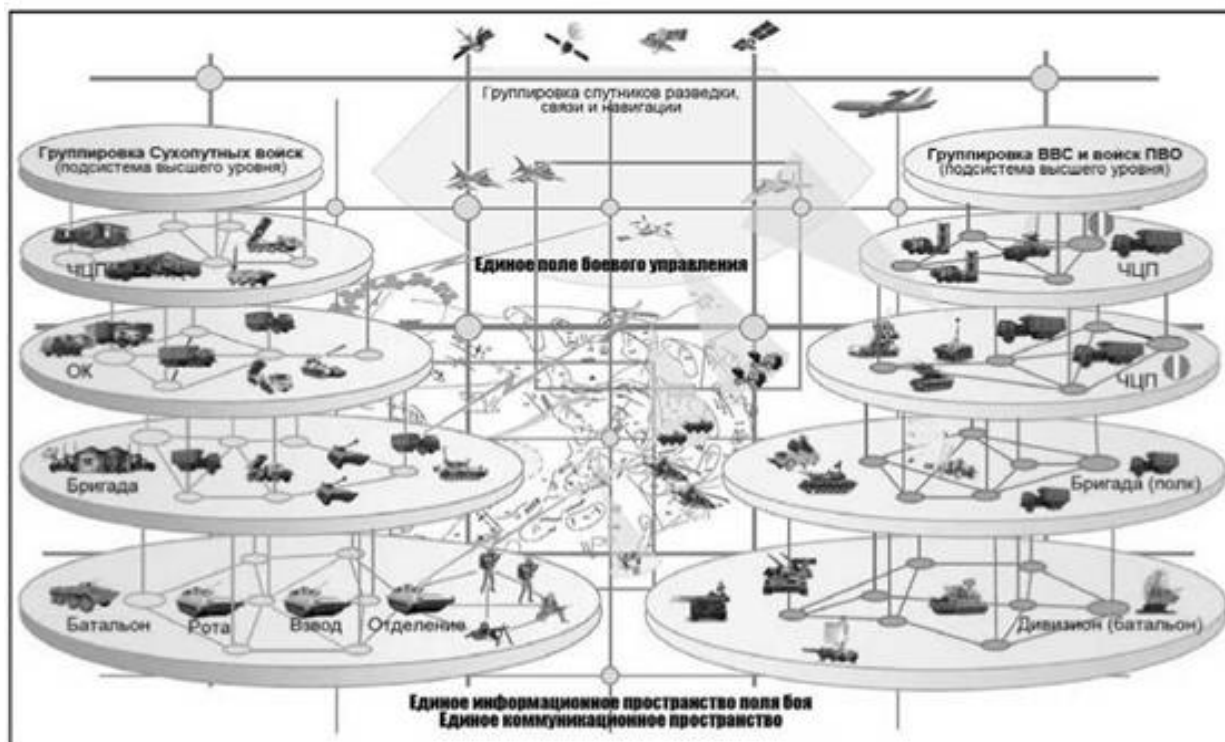 Группировка спутников разведки,
связи и навигации
Группировка Сухопутных войск
(подсистема высшего уровня)
Группировка ВВС и войск ПВО
(подсистема высшего уровня)
Единое поле боевого управления
ЧЦП
ЧЦП
ОК
ЧЦП
Бригада
Бригада (полк)
Батальон
Рота
Взвод
Отделение
Дивизион (батальон)
Единое информационное пространство поля боя
Единое коммуникационное пространство